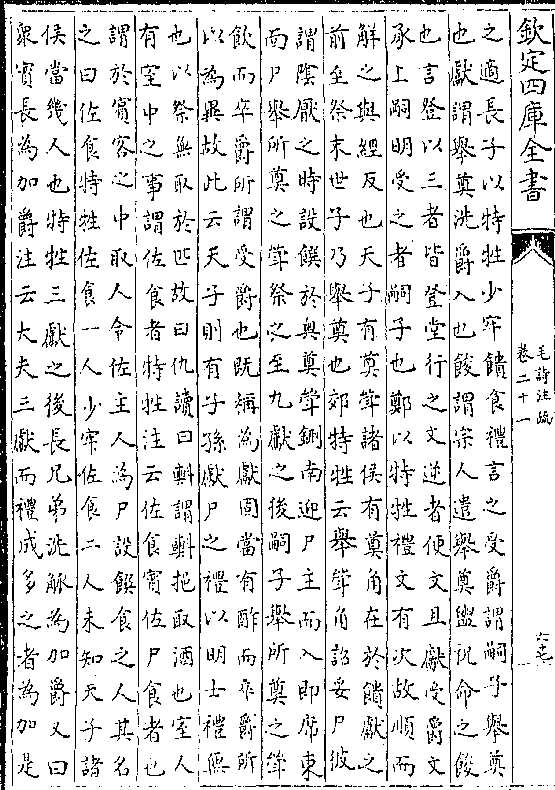 欽定四庫全書
毛詩注疏
卷二十一
之適長子以特牲少牢饋食禮言之受爵謂嗣子舉奠
也獻謂舉奠洗爵入也餕謂宗人遣舉奠盥祝命之餕
也言登以三者皆登堂行之文逆者便文且獻受爵文
承上嗣明受之者嗣子也鄭以特牲禮文有次故順而
解之與經反也天子有奠斝諸侯有奠角在於饋獻之
前至祭末世子乃舉奠也郊特牲云舉斝角詔妥尸彼
謂陰厭之時設饌於奧奠斝鉶南迎尸主而入即席東
面尸舉所奠之斝祭之至九獻之後嗣子舉所奠之斝
飲而卒爵所謂受爵也既稱為獻固當有酢而卒爵所
以為異故此云天子則有子孫獻尸之禮以明士禮無
也以祭無取於匹故曰仇讀曰㪺謂㪺挹取酒也室人
有室中之事謂佐食者特牲注云佐食賓佐尸食者也
謂於賓客之中取人令佐主人為尸設饌食之人其名
之曰佐食特牲佐食一人少牢佐食二人未知天子諸
侯當幾人也特牲三獻之後長兄弟洗觚為加爵又曰
衆賓長為加爵注云大夫三獻而禮成多之者為加是